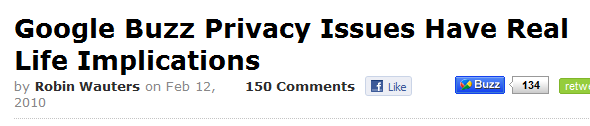 Google Buzz Privacy Issues Have Real
Life Implications
by Robin Wauters on Feb 12, 2010
150 Comments
Like
Buzz
134
retwe